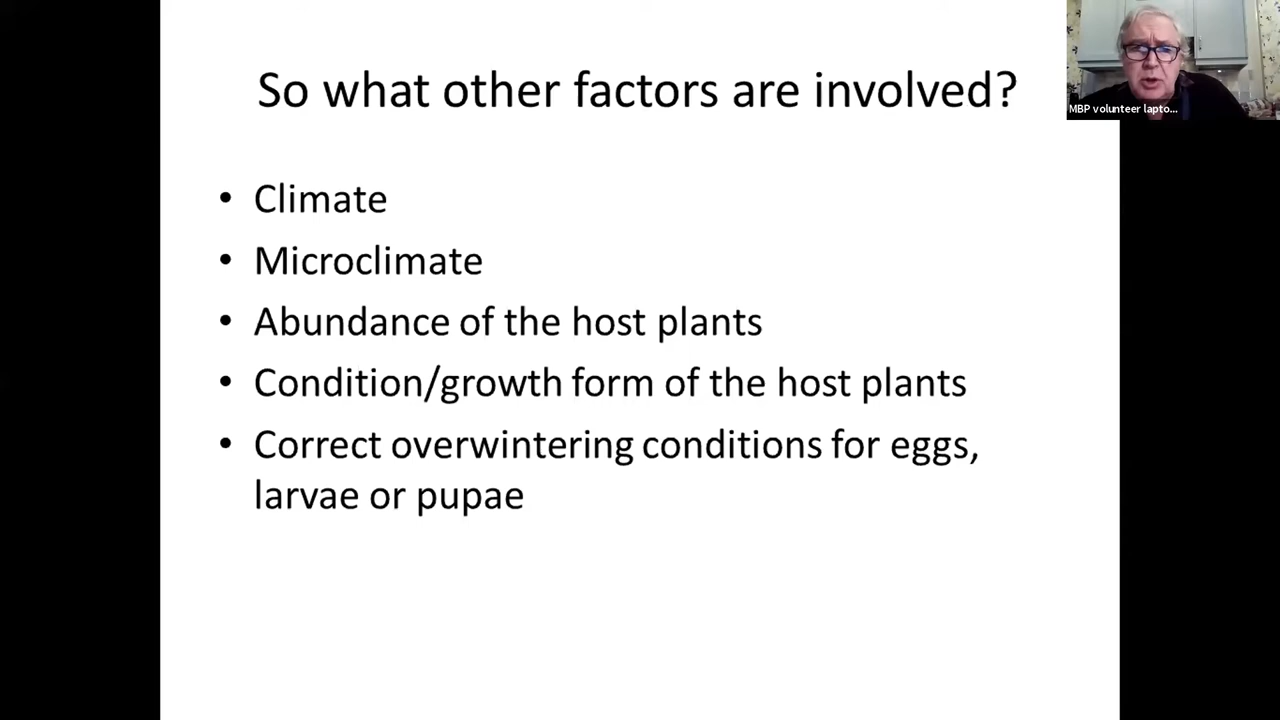 So what other factors are involved?
MBP volunteer lapto...
• Climate
• Microclimate
• Abundance of the host plants
• Condition/growth form of the host plants
• Correct overwintering conditions for eggs,
larvae or pupae